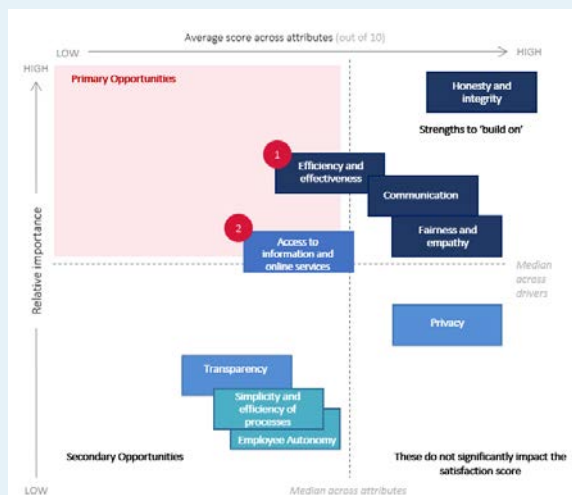 Average score across attributes (out of 10)
LOW
HIGH
HIGH
Primary Opportunities
Honesty and
integrity
Strengths to 'build on'
1
Efficiency and
effectiveness
Communication
2
Fairness and
empathy
Access to
information and
online services
Relative importance
Median
across
drivers
Privacy
Transparency
Simplicity and
efficiency of
processes
Employee Autonomy
Secondary Opportunities
These do not significantly impact the
satisfaction score
LOW
Median across attributes